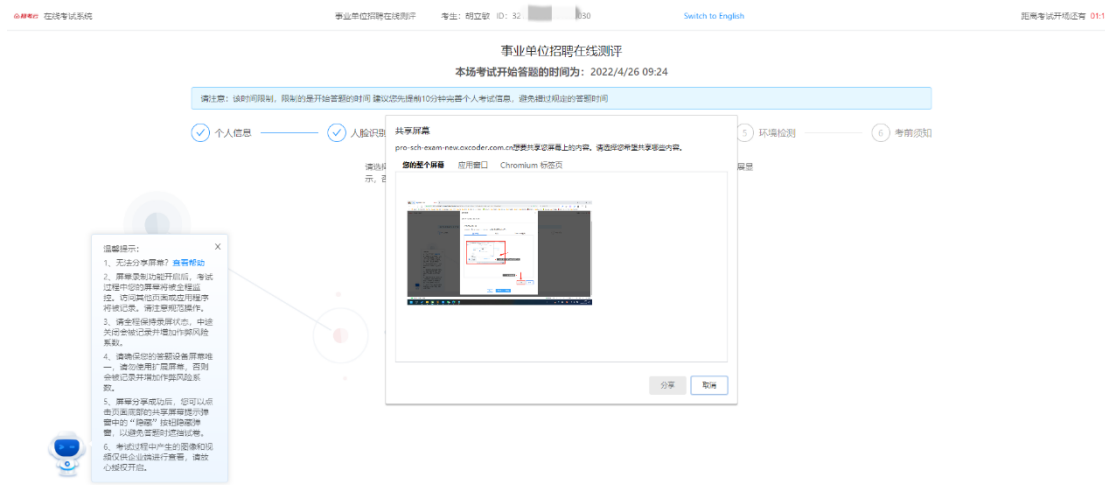 在线考试系统
事业单位招聘在线测评
考生：胡立敏 ID：32
030
Switch to English
距离考试开场还有 01:1
事业单位招聘在线测评
本场考试开始答题的时间为：2022/4/26 09:24
请注意：该时间限制，限制的是开始答题的时间 建议您先提前10分钟完善个人考试信息，避免错过规定的答题时间
个人信息
人脸识别
5 环境检测
6 考前须知
请选择
展显
示，否
共享屏幕
pro-sch-exam-new.oxcoder.com.cn想要共享您屏幕上的内容。请选择您希望共享哪些内容。
您的整个屏幕 应用窗口 Chromium 标签页
分享
取消
温馨提示：
X
1、无法分享屏幕？查看帮助
2、屏幕录制功能开启后，考试
过程中您的屏幕将被全程监
控。访问其他页面或应用程序
将被记录。请注意规范操作。
3、请全程保持录屏状态，中途
关闭会被记录并增加作弊风险
系数。
4、请确保您的答题设备屏幕唯
一，请勿使用扩展屏幕，否则
会被记录并增加作弊风险系
数。
5、屏幕分享成功后，您可以点
击页面底部的共享屏幕提示弹
窗中的“隐藏”按钮隐藏弹
窗，以避免答题时遮挡试卷。
6、考试过程中产生的图像和视
频仅供企业端进行查看，请放
心授权开启。